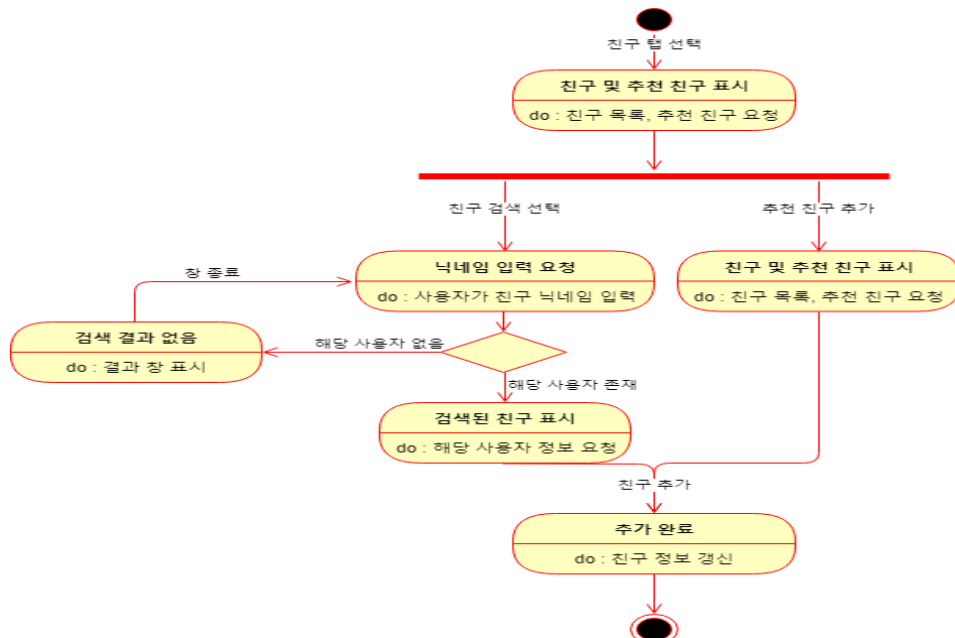 친구 탭 선택
친구 및 추천 친구 표시
do : 친구 목록, 추천 친구 요청
친구 검색 선택
추천 친구 추가
창 종료
닉네임 입력 요청
do : 사용자가 친구 닉네임 입력
친구 및 추천 친구 표시
do : 친구 목록, 추천 친구 요청
검색 결과 없음
do : 결과 창 표시
해당 사용자 없음
해당 사용자 존재
검색된 친구 표시
do : 해당 사용자 정보 요청
친구 추가
추가 완료
do : 친구 정보 갱신